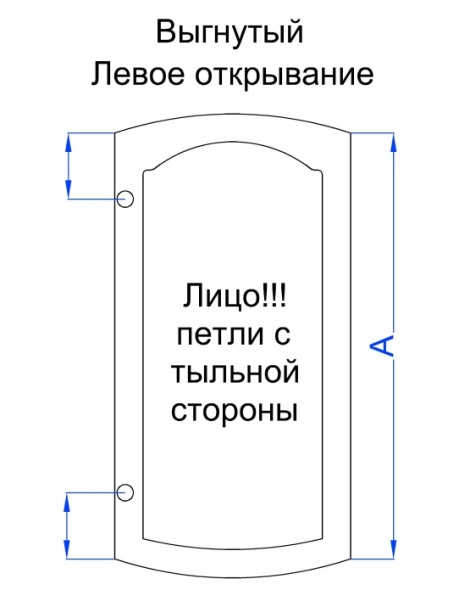 Выгнутый
Левое открывание
Лицо!!!
петли с
тыльной
стороны
A